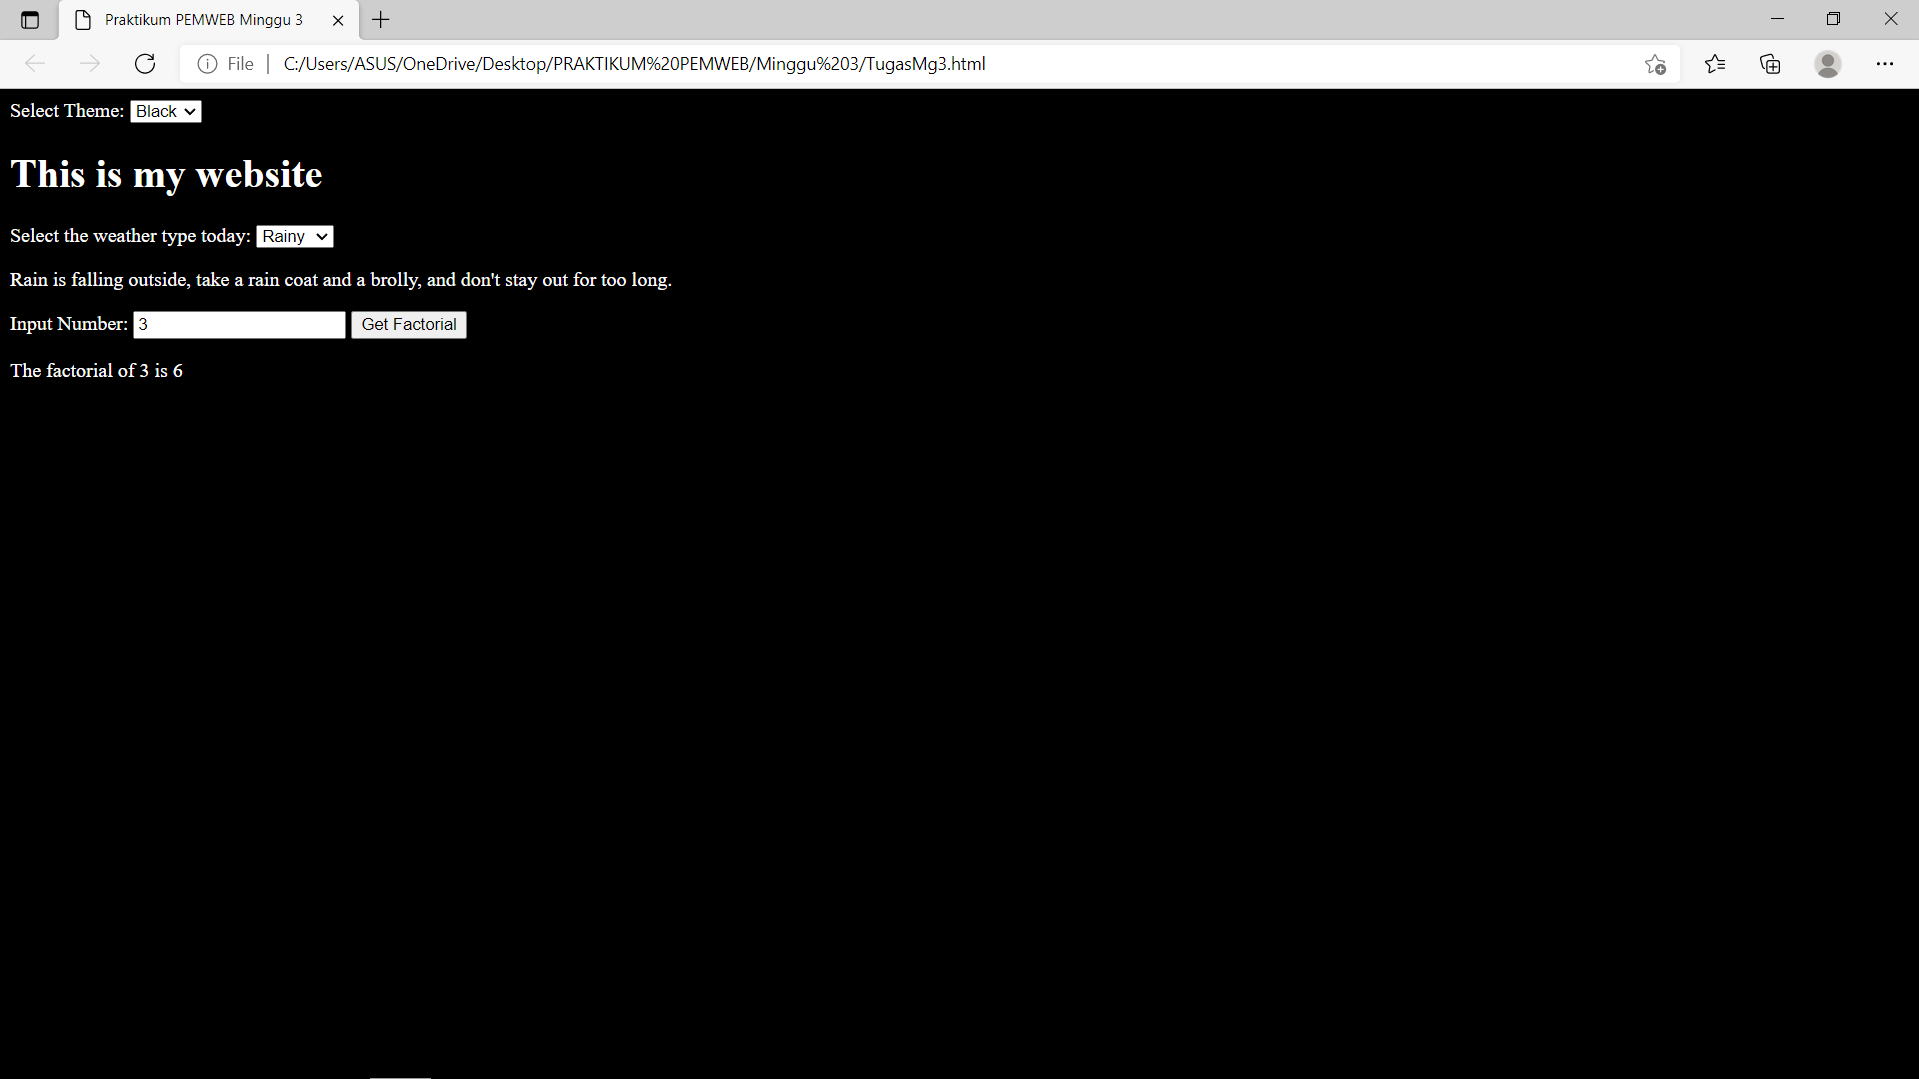 Praktikum PEMWEB Minggu 3
File | C:/Users/ASUS/OneDrive/Desktop/PRAKTIKUM%20PEMWEB/Minggu%203/TugasMg3.html
Select Theme: Black
This is my website
Select the weather type today: Rainy
Rain is falling outside, take a rain coat and a brolly, and don't stay out for too long.
Input Number: 3 Get Factorial
The factorial of 3 is 6